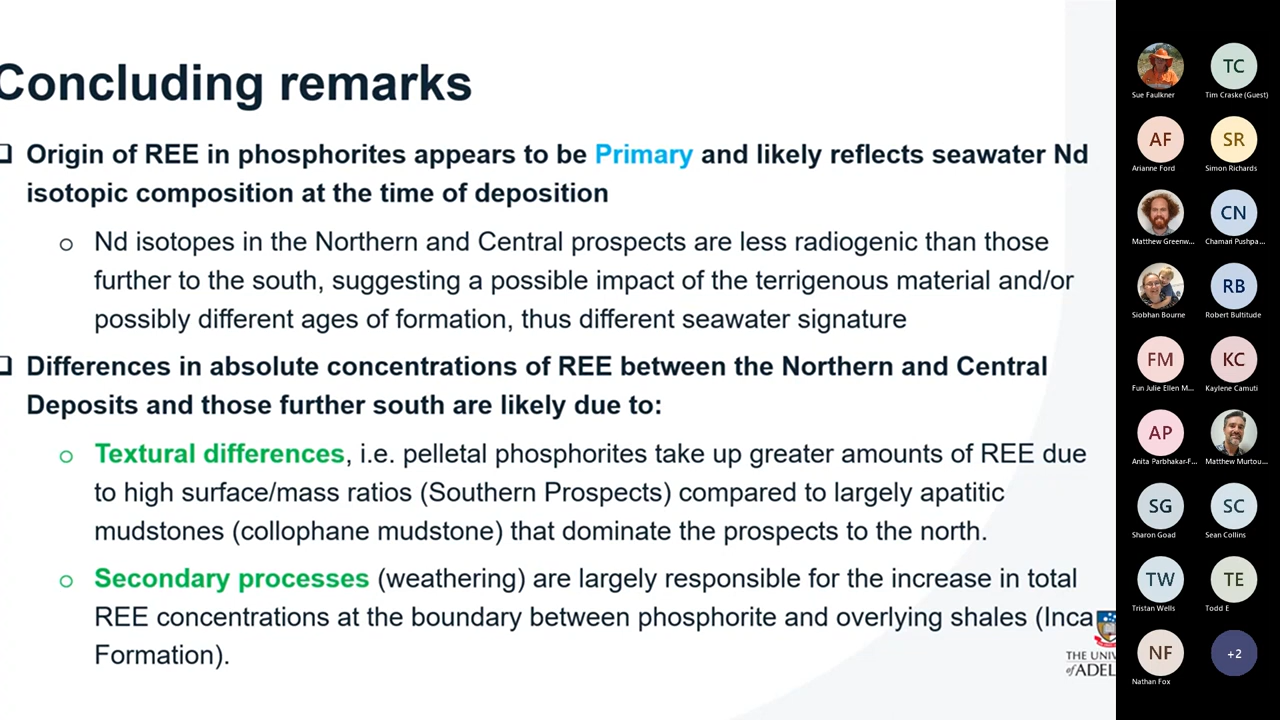 Concluding remarks
Origin of REE in phosphorites appears to be Primary and likely reflects seawater Nd
isotopic composition at the time of deposition
Nd isotopes in the Northern and Central prospects are less radiogenic than those
further to the south, suggesting a possible impact of the terrigenous material and/or
possibly different ages of formation, thus different seawater signature
Differences in absolute concentrations of REE between the Northern and Central
Deposits and those further south are likely due to:
Textural differences, i.e. pelletal phosphorites take up greater amounts of REE due
to high surface/mass ratios (Southern Prospects) compared to largely apatitic
mudstones (collophane mudstone) that dominate the prospects to the north.
Secondary processes (weathering) are largely responsible for the increase in total
REE concentrations at the boundary between phosphorite and overlying shales (Inca
Formation).
THE UNIV
of ADEL
TC
Sue Faulkner
Tim Craske (Guest)
AF
SR
Arianne Ford
Simon Richards
CN
Matthew Greenw...
Chamari Pushpa...
RB
Siobhan Bourne
Robert Bultitude
FM
KC
Fun Julie Ellen M...
Kaylene Camuti
AP
Anita Parbhakar-F...
Matthew Murtou...
SG
SC
Sharon Goad
Sean Collins
TW
TE
Tristan Wells
Todd E
NF
+2
Nathan Fox